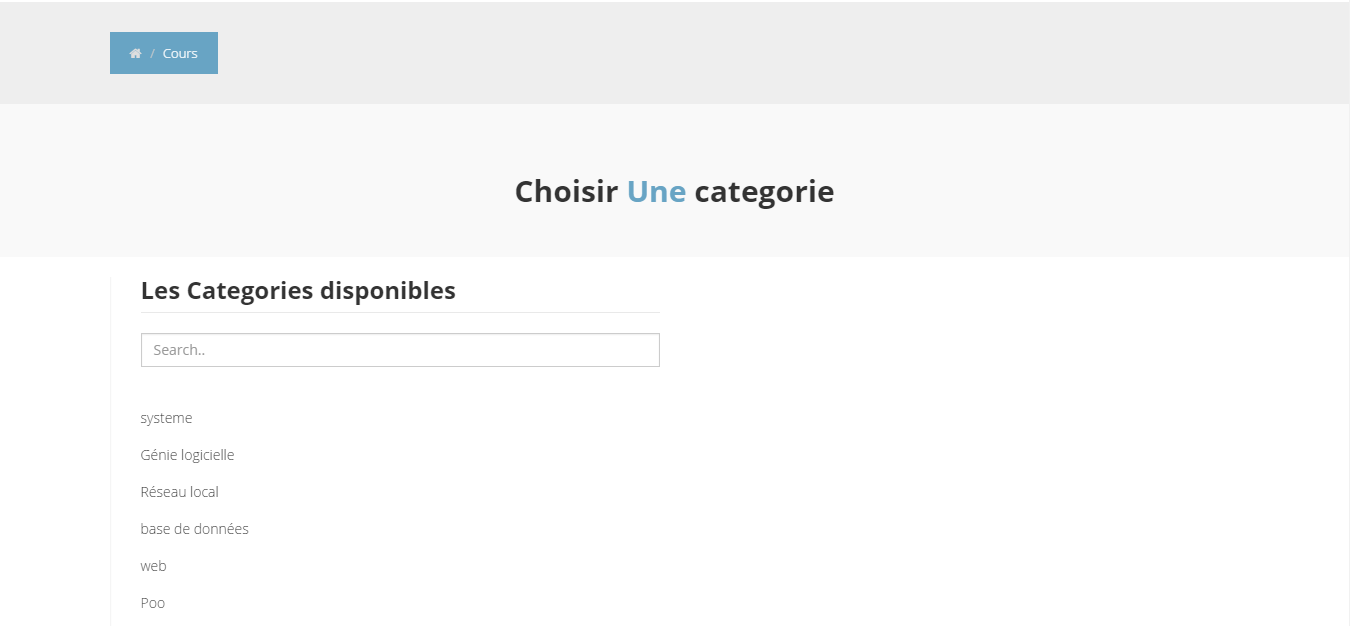 / Cours
Choisir Une categorie
Les Categories disponibles
Search..
systeme
Génie logicielle
Réseau local
base de données
web
Poo